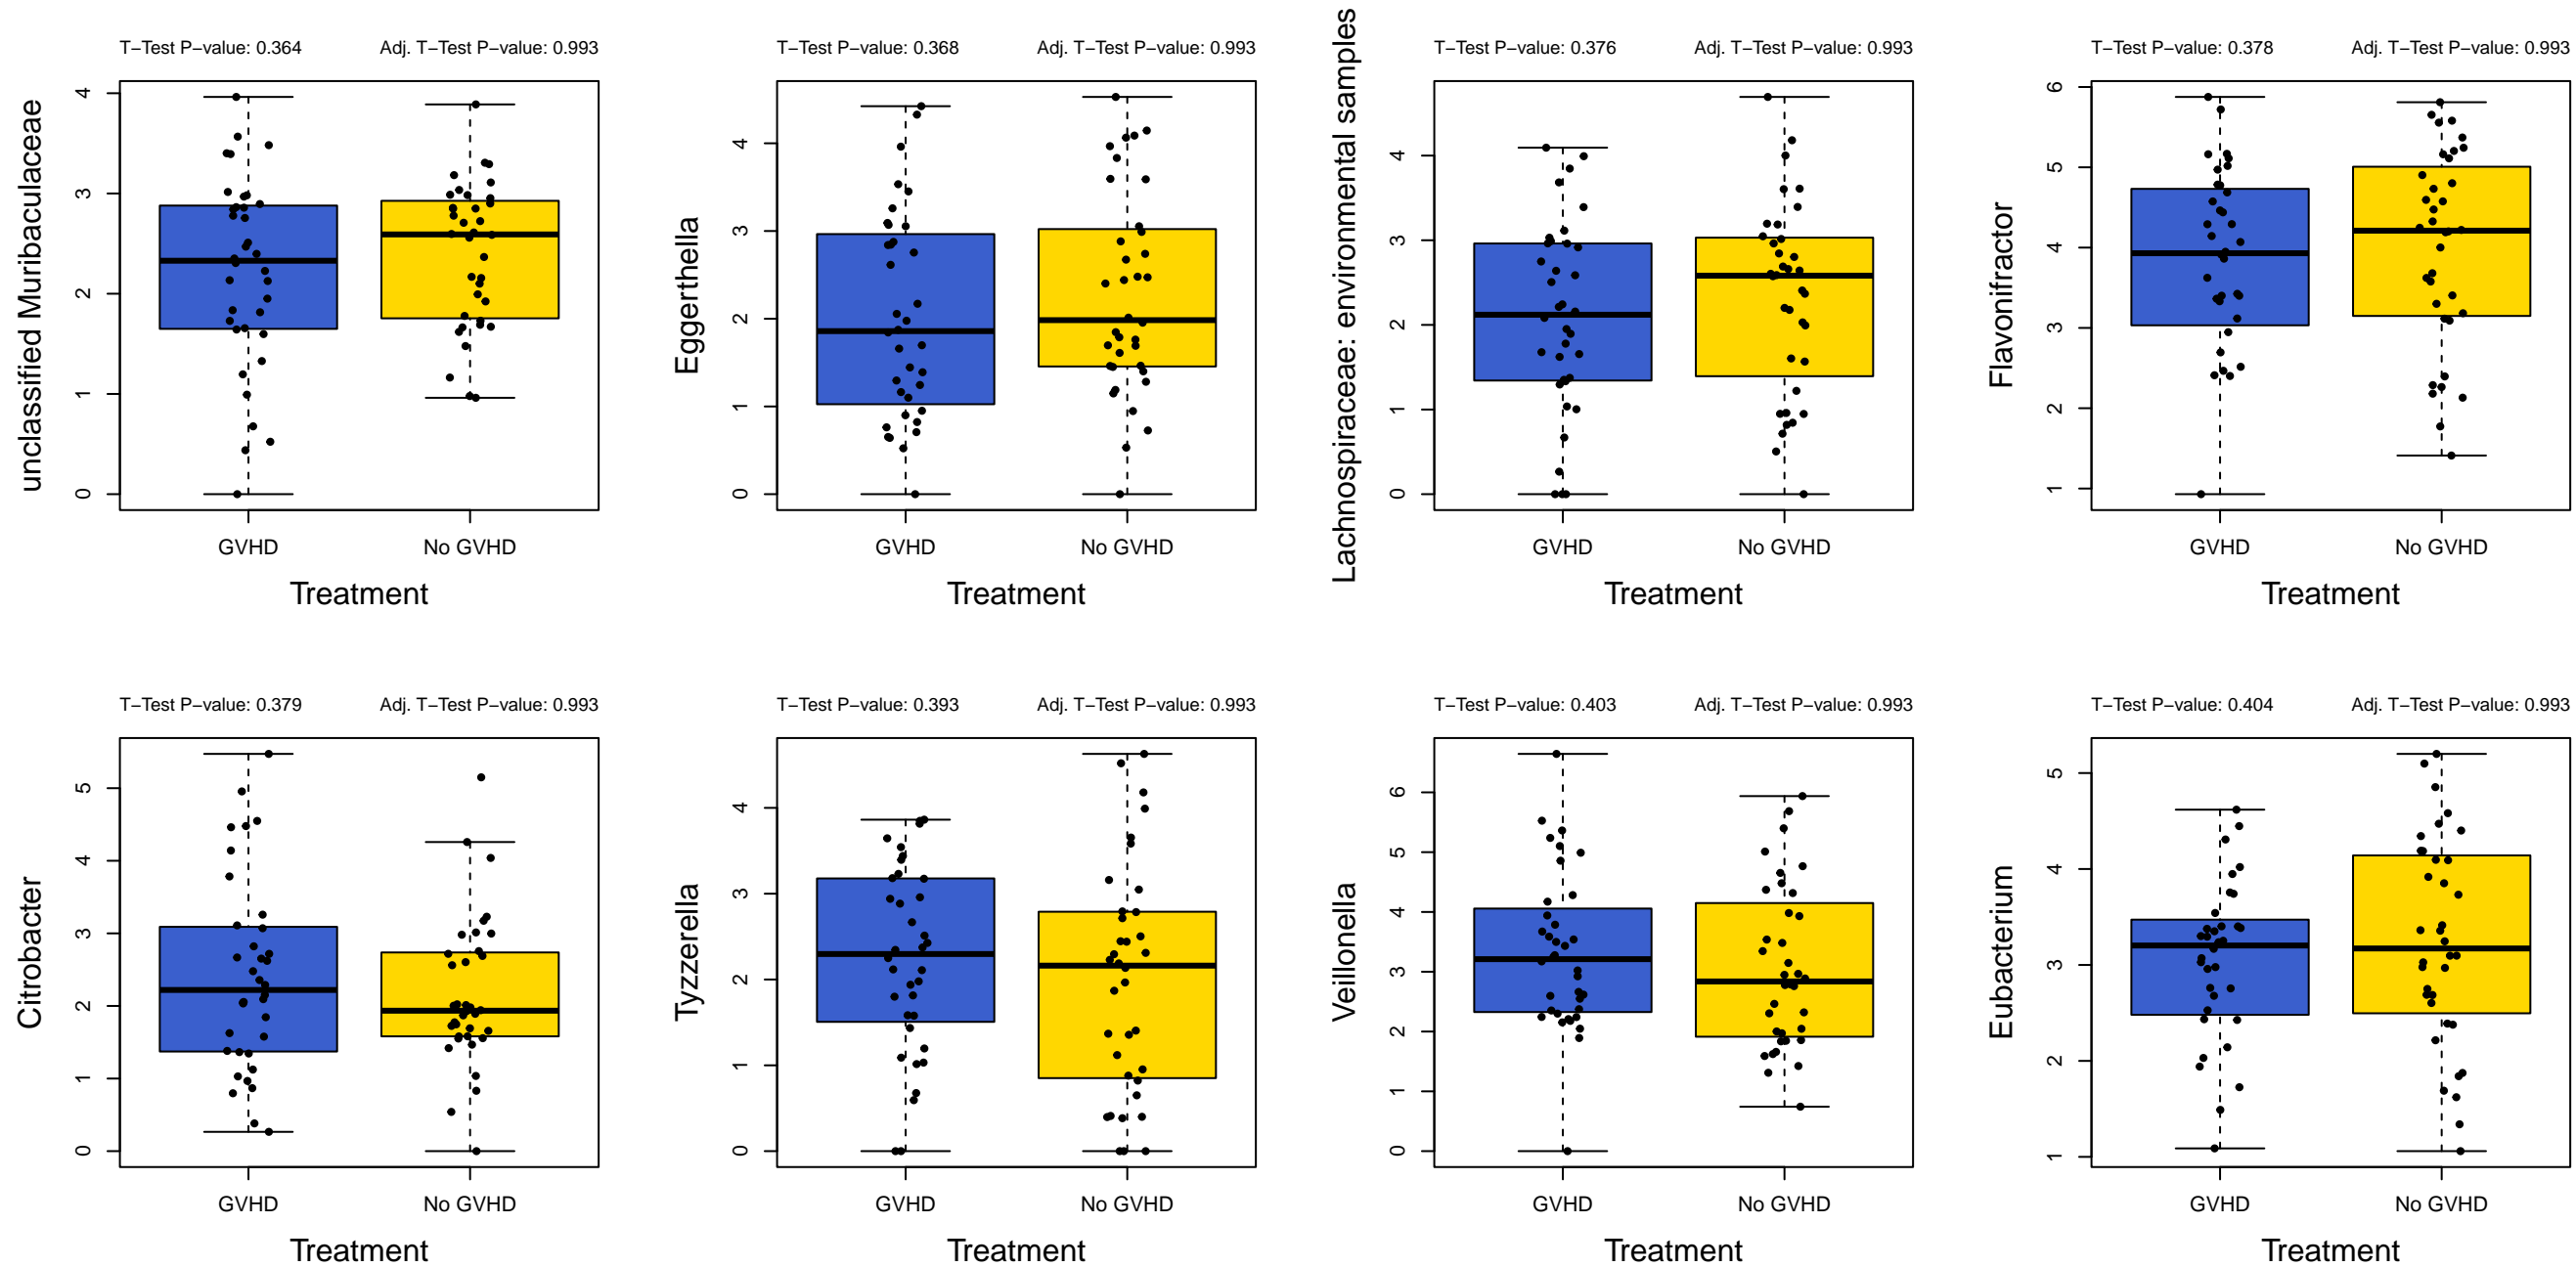 T-Test P-value: 0.364 Adj. T-Test P-value: 0.993
unclassified Muribaculaceae
4
3
2
1
0
GVHD No GVHD
Treatment
T-Test P-value: 0.368 Adj. T-Test P-value: 0.993
Eggerthella
4
3
2
1
0
GVHD No GVHD
Treatment
T-Test P-value: 0.376 Adj. T-Test P-value: 0.993
Lachnospiraceae: environmental samples
4
3
2
1
0
GVHD No GVHD
Treatment
T-Test P-value: 0.378 Adj. T-Test P-value: 0.993
Flavonifractor
6
5
4
3
2
1
GVHD No GVHD
Treatment
T-Test P-value: 0.379 Adj. T-Test P-value: 0.993
Citrobacter
5
4
3
2
1
0
GVHD No GVHD
Treatment
T-Test P-value: 0.393 Adj. T-Test P-value: 0.993
Tyzzerella
4
3
2
1
0
GVHD No GVHD
Treatment
T-Test P-value: 0.403 Adj. T-Test P-value: 0.993
Veillonella
6
5
4
3
2
1
0
GVHD No GVHD
Treatment
T-Test P-value: 0.404 Adj. T-Test P-value: 0.993
Eubacterium
5
4
3
2
1
GVHD No GVHD
Treatment